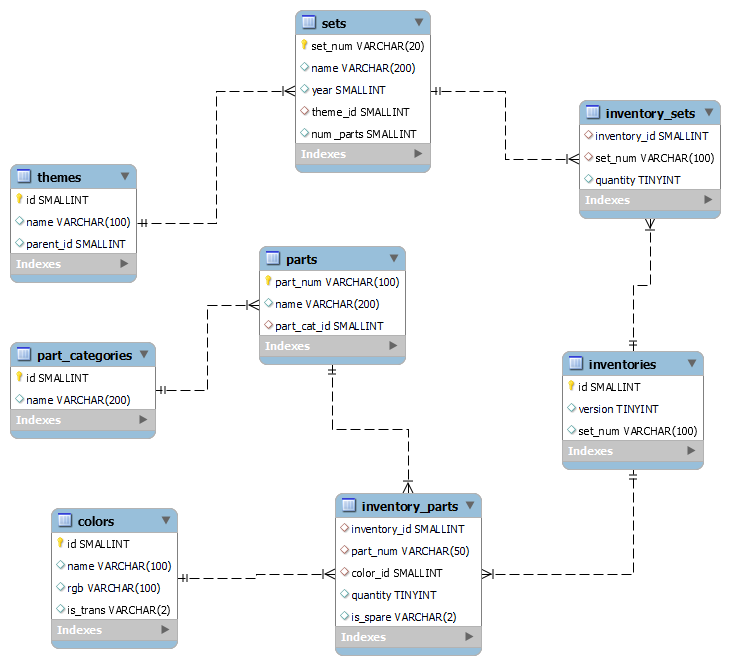 sets
set_num VARCHAR(20)
name VARCHAR(200)
year SMALLINT
theme_id SMALLINT
num_parts SMALLINT
Indexes
inventory_sets
inventory_id SMALLINT
set_num VARCHAR(100)
quantity TINYINT
Indexes
themes
id SMALLINT
name VARCHAR(100)
parent_id SMALLINT
Indexes
parts
part_num VARCHAR(100)
name VARCHAR(200)
part_cat_id SMALLINT
Indexes
part_categories
id SMALLINT
name VARCHAR(200)
Indexes
inventories
id SMALLINT
version TINYINT
set_num VARCHAR(100)
Indexes
colors
id SMALLINT
name VARCHAR(100)
rgb VARCHAR(100)
is_trans VARCHAR(2)
Indexes
inventory_parts
inventory_id SMALLINT
part_num VARCHAR(50)
color_id SMALLINT
quantity TINYINT
is_spare VARCHAR(2)
Indexes